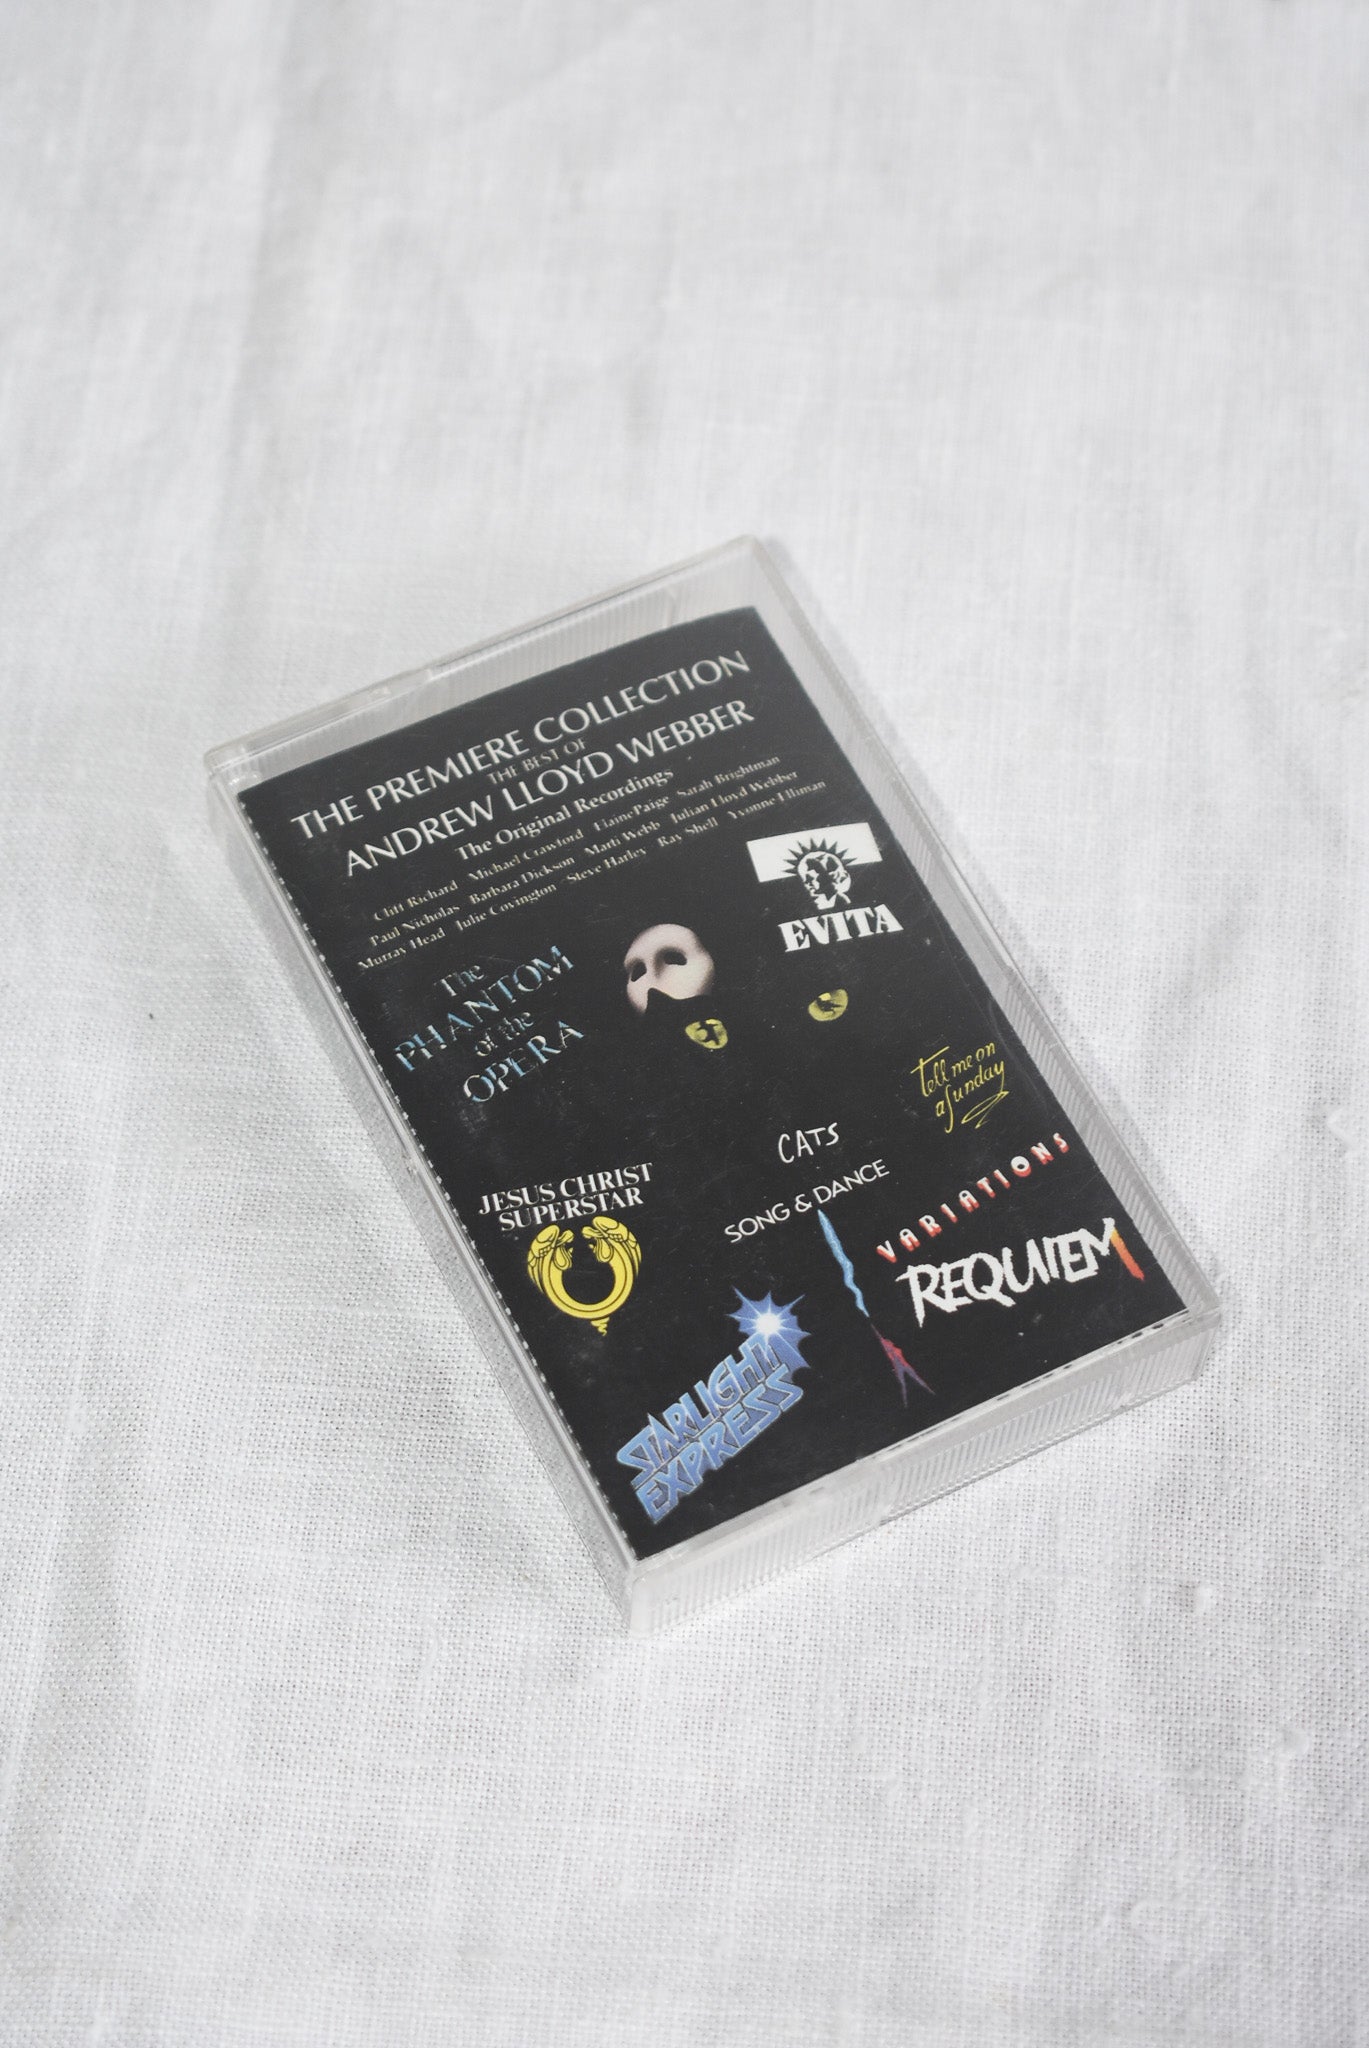 THE PREMIERE COLLECTION
THE BEST OF
ANDREW LLOYD WEBBER
The Original Recordings
Cliff Richard Michael Crawford Elaine Paige Sarah Brightman
Paul Nicholas Barbara Dickson Marti Webb Julian Lloyd Webber
Murray Head Julie Covington Steve Harley Ray Shell Yvonne Elliman
EVITA
The
PHANTOM
of the
OPERA
tell me on
a Sunday
CATS
JESUS CHRIST
SUPERSTAR
SONG & DANCE
VARIATIONS
REQUIEM
STARLIGHT
EXPRESS